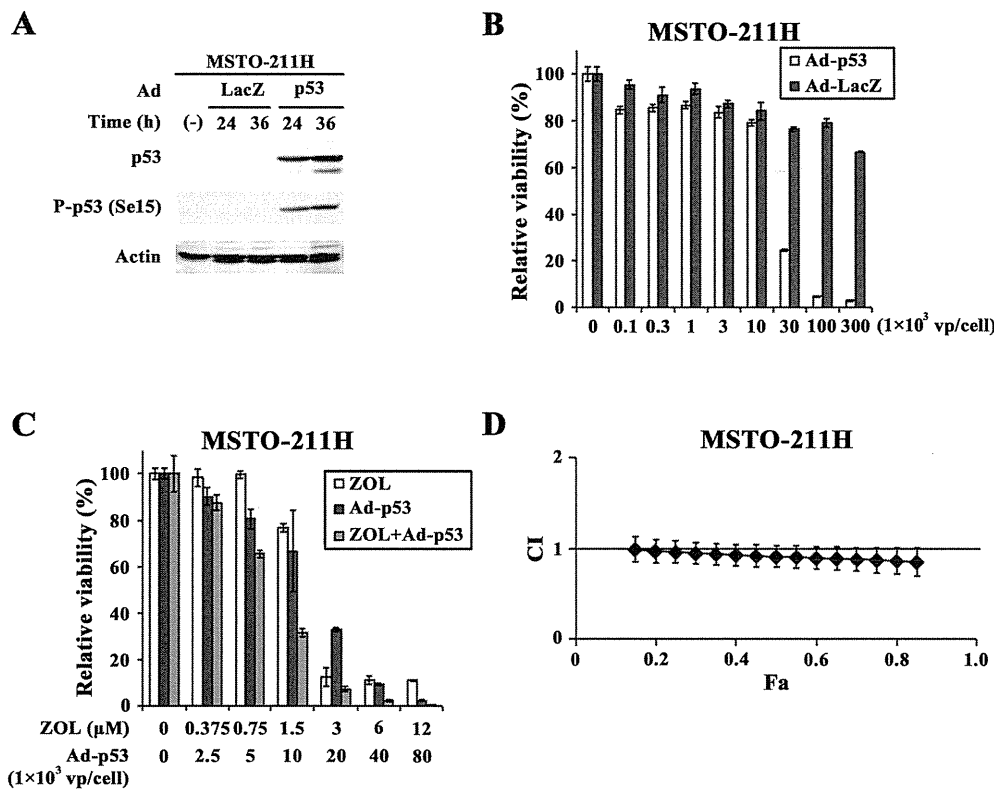 A
MSTO-211H
Ad LacZ p53
Time (h) (-) 24 36 24 36
p53
P-p53 (Se15)
Actin
B
MSTO-211H
Ad-p53
Ad-LacZ
Relative viability (%)
100
80
60
40
20
0
0 0.1 0.3 1 3 10 30 100 300 (1×10³ vp/cell)
C
MSTO-211H
ZOL
Ad-p53
ZOL+Ad-p53
Relative viability (%)
100
80
60
40
20
0
ZOL (μM) 0 0.375 0.75 1.5 3 6 12
Ad-p53 0 2.5 5 10 20 40 80
(1×10³ vp/cell)
D
MSTO-211H
CI
2
1
0
0 0.2 0.4 0.6 0.8 1.0
Fa